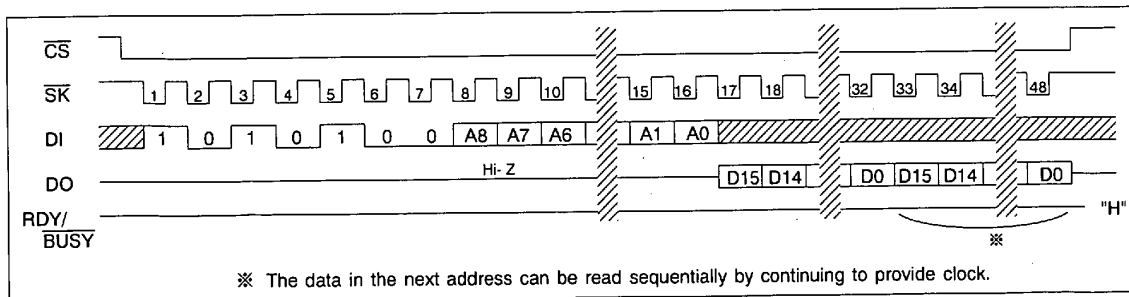 CS
SK 1 2 3 4 5 6 7 8 9 10 15 16 17 18 32 33 34 48
DI 1 0 1 0 1 0 0 A8 A7 A6 A1 A0
DO Hi-Z D15 D14 D0 D15 D14 D0
RDY/
BUSY "H"
※
※ The data in the next address can be read sequentially by continuing to provide clock.